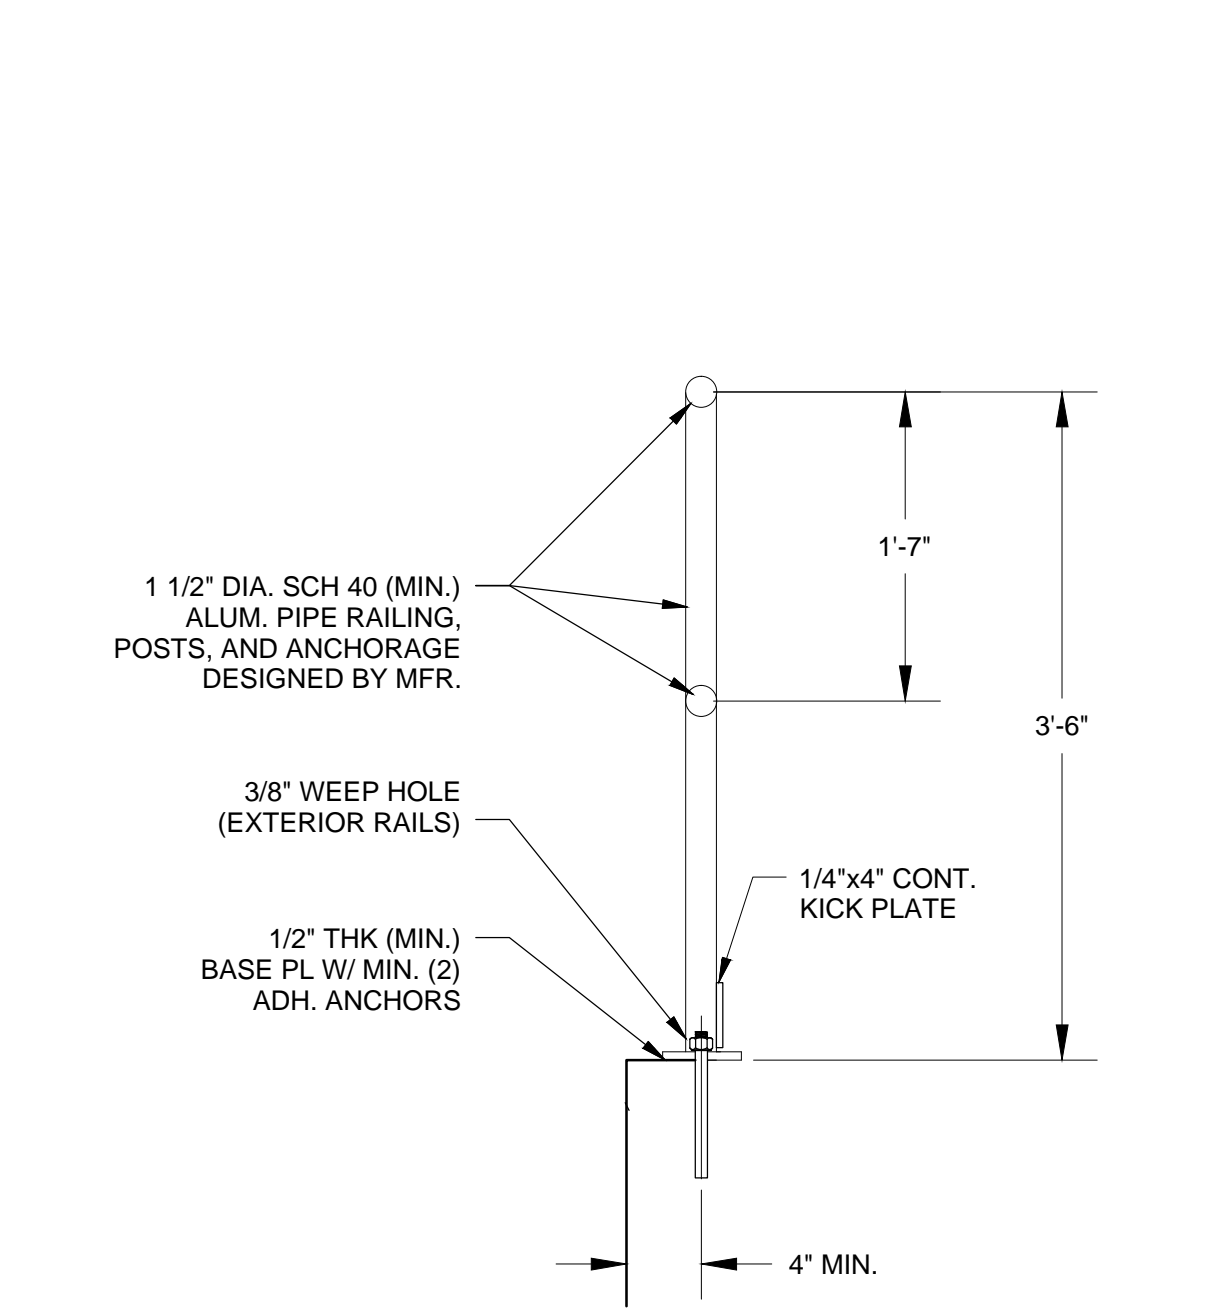 1'-7"
1 1/2" DIA. SCH 40 (MIN.)
ALUM. PIPE RAILING,
POSTS, AND ANCHORAGE
DESIGNED BY MFR.
3'-6"
3/8" WEEP HOLE
(EXTERIOR RAILS)
1/4"x4" CONT.
KICK PLATE
1/2" THK (MIN.)
BASE PL W/ MIN. (2)
ADH. ANCHORS
4" MIN.